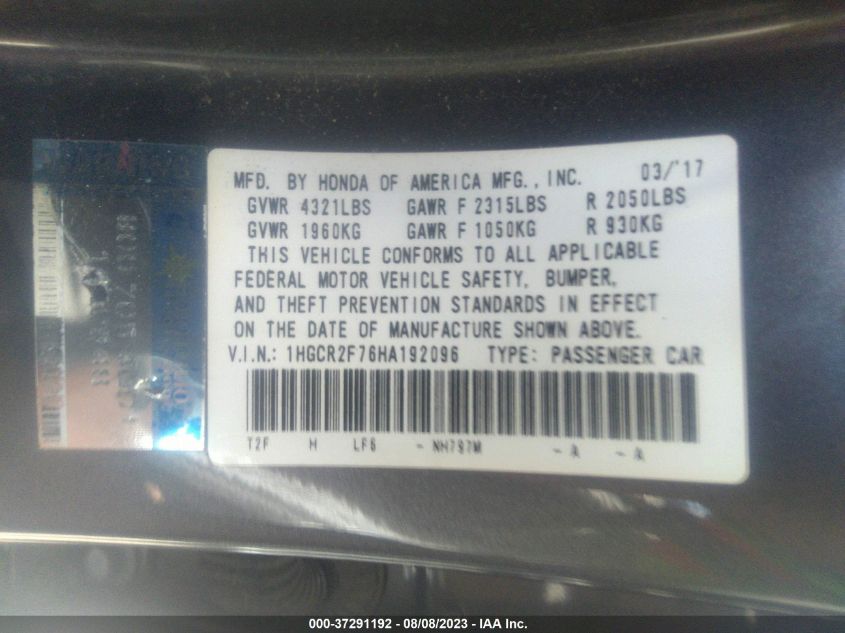 MFD. BY HONDA OF AMERICA MFG., INC. 03/'17
GVWR 4321LBS GAWR F 2315LBS R 2050LBS
GVWR 1960KG GAWR F 1050KG R 930KG
THIS VEHICLE CONFORMS TO ALL APPLICABLE
FEDERAL MOTOR VEHICLE SAFETY, BUMPER,
AND THEFT PREVENTION STANDARDS IN EFFECT
ON THE DATE OF MANUFACTURE SHOWN ABOVE.
V.I.N.: 1HGCR2F76HA192096 TYPE: PASSENGER CAR
T2F H LF6 - NH797M - A - A
000-37291192 - 08/08/2023 - IAA Inc.